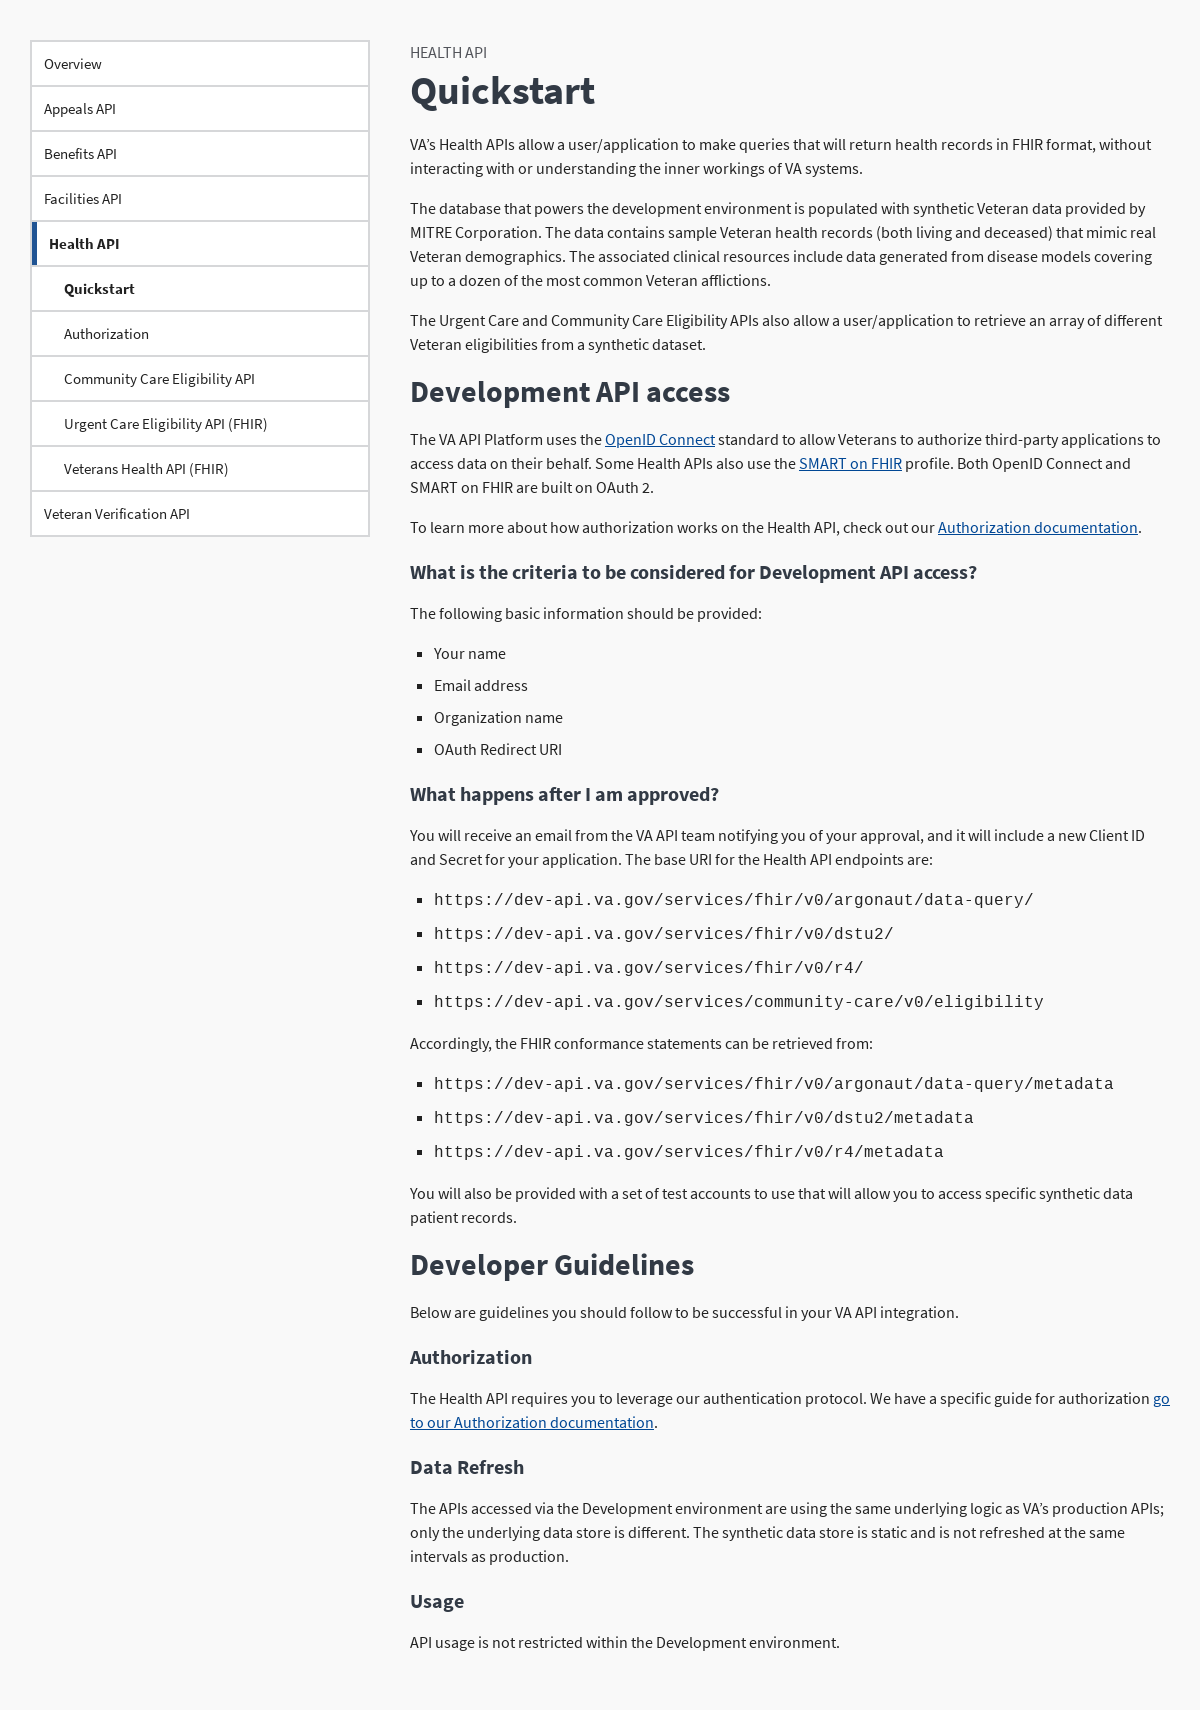 Overview
Appeals API
Benefits API
Facilities API
Health API
Quickstart
Authorization
Community Care Eligibility API
Urgent Care Eligibility API (FHIR)
Veterans Health API (FHIR)
Veteran Verification API
HEALTH API
Quickstart
VA’s Health APIs allow a user/application to make queries that will return health records in FHIR format, without
interacting with or understanding the inner workings of VA systems.
The database that powers the development environment is populated with synthetic Veteran data provided by
MITRE Corporation. The data contains sample Veteran health records (both living and deceased) that mimic real
Veteran demographics. The associated clinical resources include data generated from disease models covering
up to a dozen of the most common Veteran afflictions.
The Urgent Care and Community Care Eligibility APIs also allow a user/application to retrieve an array of different
Veteran eligibilities from a synthetic dataset.
Development API access
The VA API Platform uses the OpenID Connect standard to allow Veterans to authorize third-party applications to
access data on their behalf. Some Health APIs also use the SMART on FHIR profile. Both OpenID Connect and
SMART on FHIR are built on OAuth 2.
To learn more about how authorization works on the Health API, check out our Authorization documentation.
What is the criteria to be considered for Development API access?
The following basic information should be provided:
Your name
Email address
Organization name
OAuth Redirect URI
What happens after I am approved?
You will receive an email from the VA API team notifying you of your approval, and it will include a new Client ID
and Secret for your application. The base URI for the Health API endpoints are:
https://dev-api.va.gov/services/fhir/v0/argonaut/data-query/
https://dev-api.va.gov/services/fhir/v0/dstu2/
https://dev-api.va.gov/services/fhir/v0/r4/
https://dev-api.va.gov/services/community-care/v0/eligibility
Accordingly, the FHIR conformance statements can be retrieved from:
https://dev-api.va.gov/services/fhir/v0/argonaut/data-query/metadata
https://dev-api.va.gov/services/fhir/v0/dstu2/metadata
https://dev-api.va.gov/services/fhir/v0/r4/metadata
You will also be provided with a set of test accounts to use that will allow you to access specific synthetic data
patient records.
Developer Guidelines
Below are guidelines you should follow to be successful in your VA API integration.
Authorization
The Health API requires you to leverage our authentication protocol. We have a specific guide for authorization go
to our Authorization documentation.
Data Refresh
The APIs accessed via the Development environment are using the same underlying logic as VA’s production APIs;
only the underlying data store is different. The synthetic data store is static and is not refreshed at the same
intervals as production.
Usage
API usage is not restricted within the Development environment.